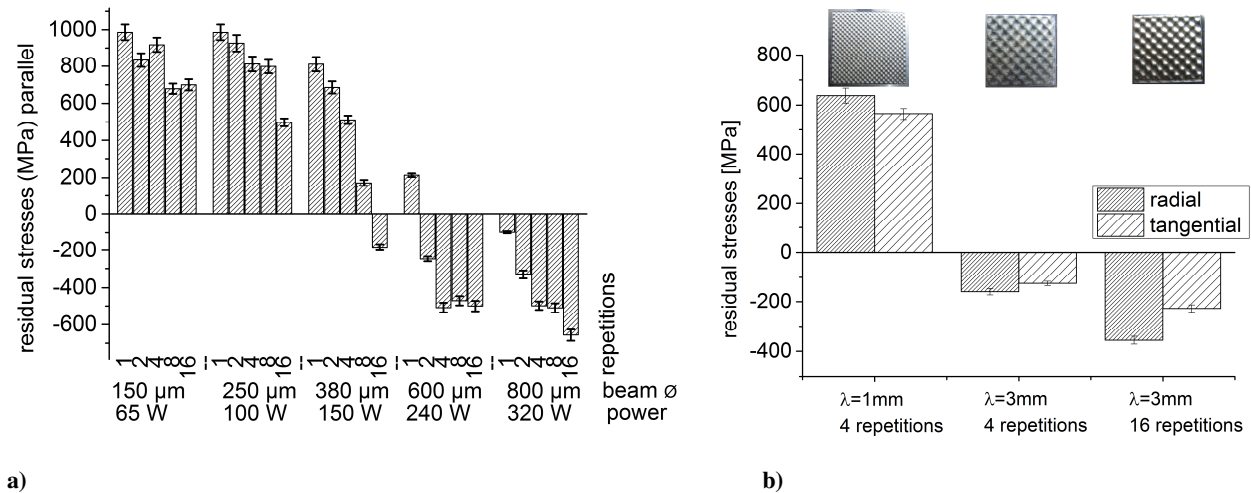 residual stresses (MPa) parallel
1000
800
600
400
200
0
-200
-400
-600
1 2 4 8 16 – 1 2 4 8 16 – 1 2 4 8 16 – 1 2 4 8 16 – 1 2 4 8 16 repetitions
150 µm 250 µm 380 µm 600 µm 800 µm beam ø
65 W 100 W 150 W 240 W 320 W power
a)
residual stresses [MPa]
800
600
400
200
0
-200
-400
radial
tangential
λ=1mm λ=3mm λ=3mm
4 repetitions 4 repetitions 16 repetitions
b)